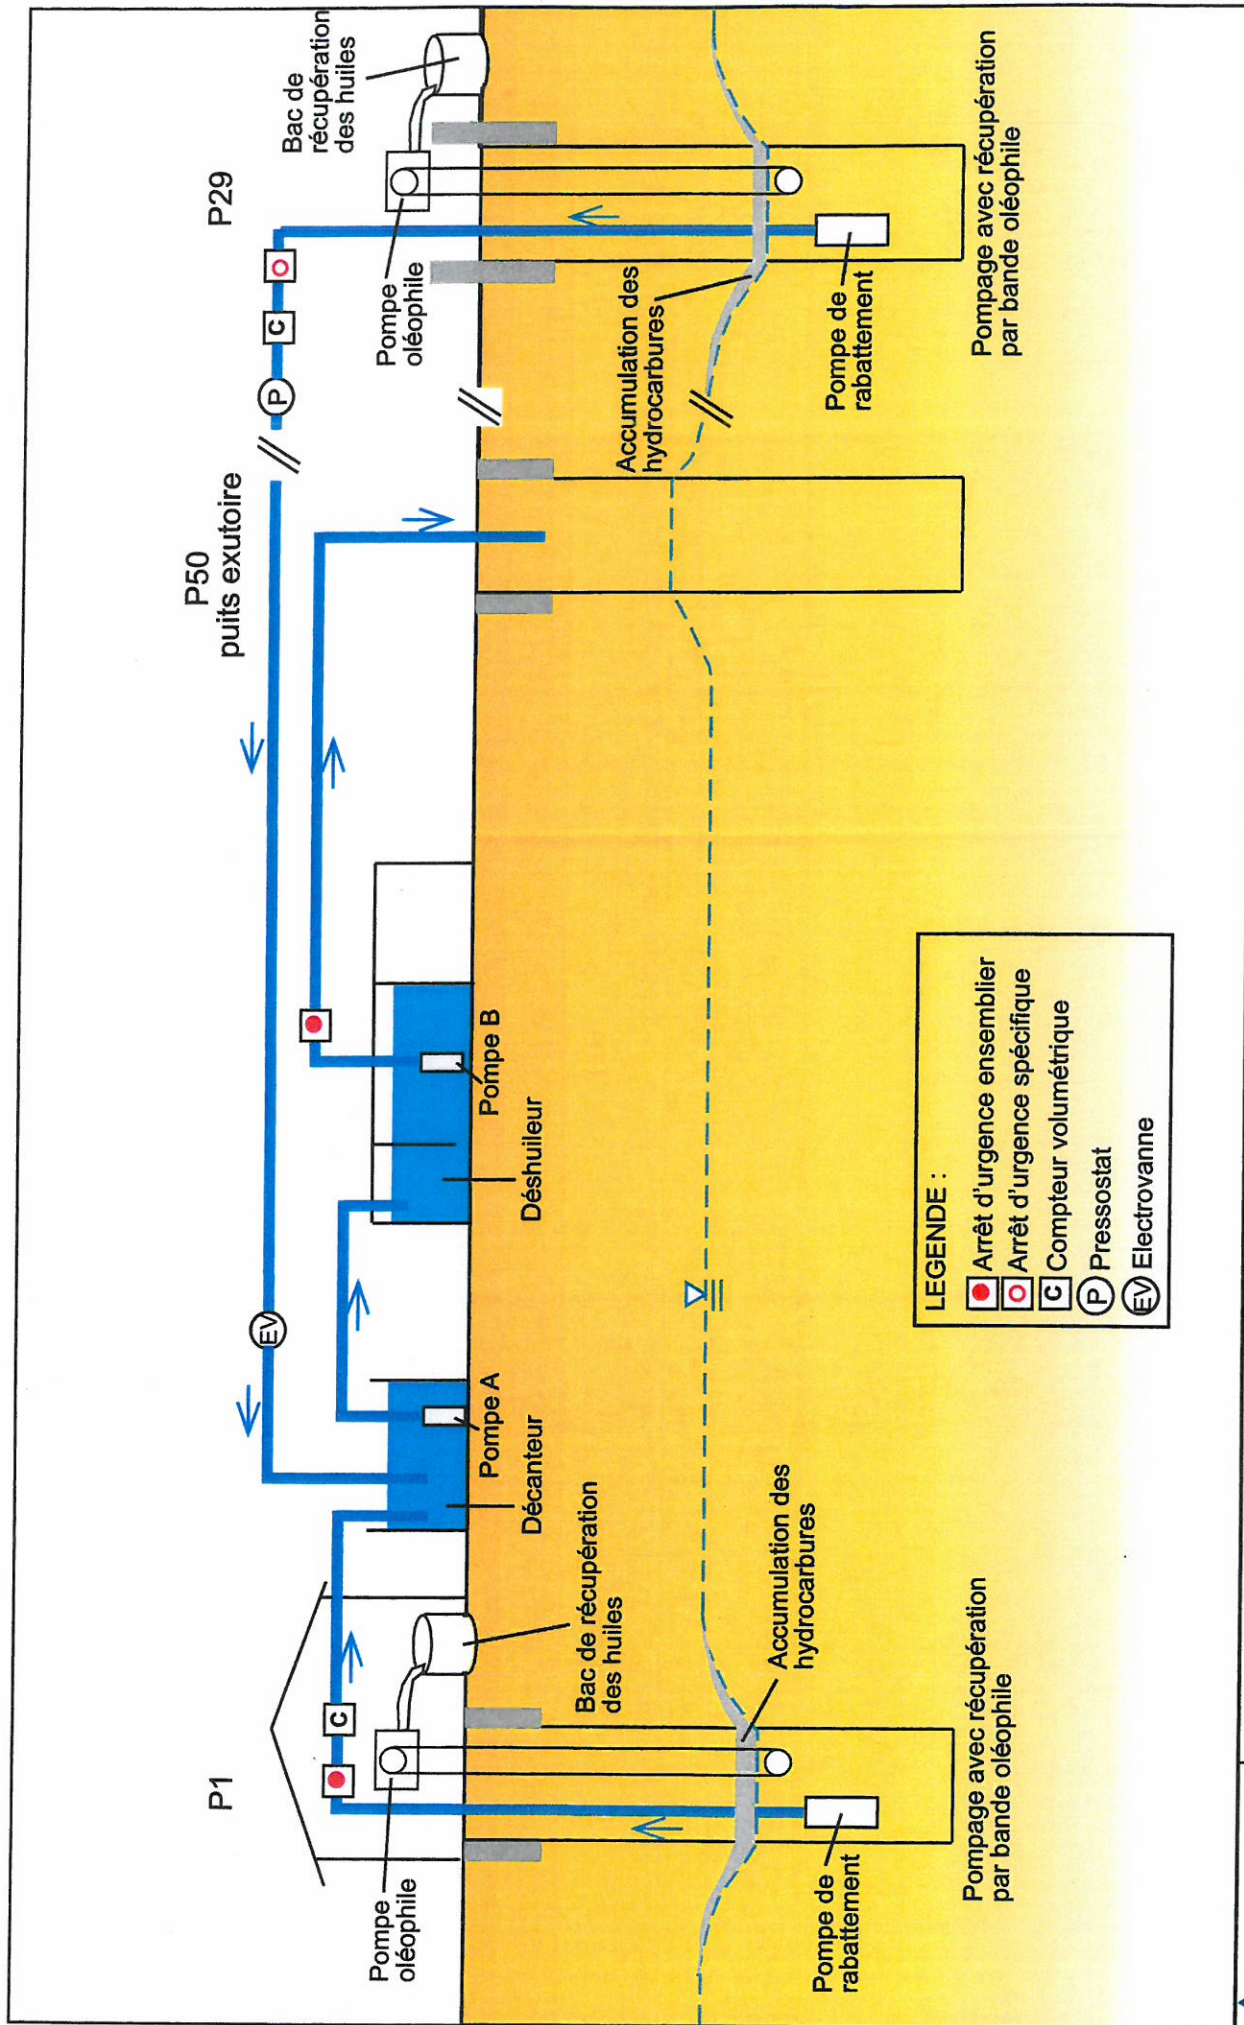 P1
P50
puits exutoire
P29
EV
P
C
C
Pompe
oléophile
Bac de récupération
des huiles
Décanteur
Pompe A
Déshuileur
Pompe B
Pompe
oléophile
Bac de
récupération
des huiles
Accumulation des
hydrocarbures
Accumulation des
hydrocarbures
Pompe de
rabattement
Pompe de
rabattement
Pompage avec récupération
par bande oléophile
Pompage avec récupération
par bande oléophile
LEGENDE :
Arrêt d'urgence ensemblier
Arrêt d'urgence spécifique
C Compteur volumétrique
P Pressostat
EV Electrovanne